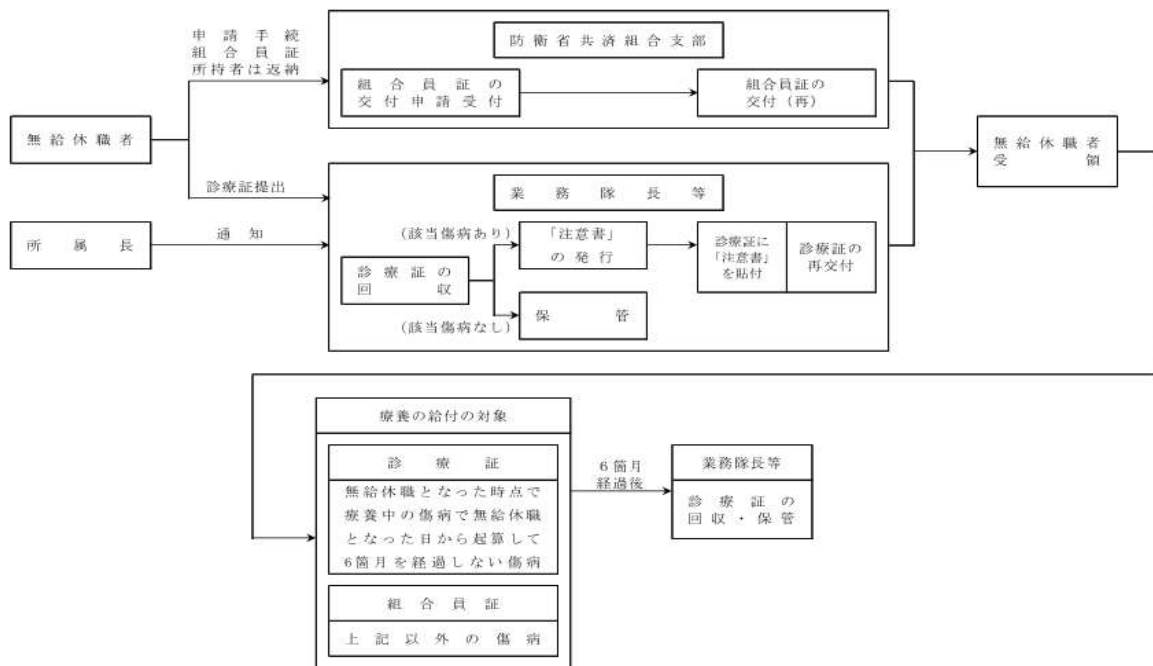 申請手続
組合員証
所持者は返納
防衛省共済組合支部
組合員証の
交付申請受付
組合員証の
交付(再)
無給休職者
無給休職者
受領
診療証提出
業務隊長等
所属長
通知
(該当傷病あり)
「注意書」
の発行
診療証に
「注意書」
を貼付
診療証の
再交付
診療証の
回収
(該当傷病なし)
保管
療養の給付の対象
診療証
無給休職となった時点で
療養中の傷病で無給休職
となった日から起算して
6箇月を経過しない傷病
組合員証
上記以外の傷病
6箇月
経過後
業務隊長等
診療証の
回収・保管